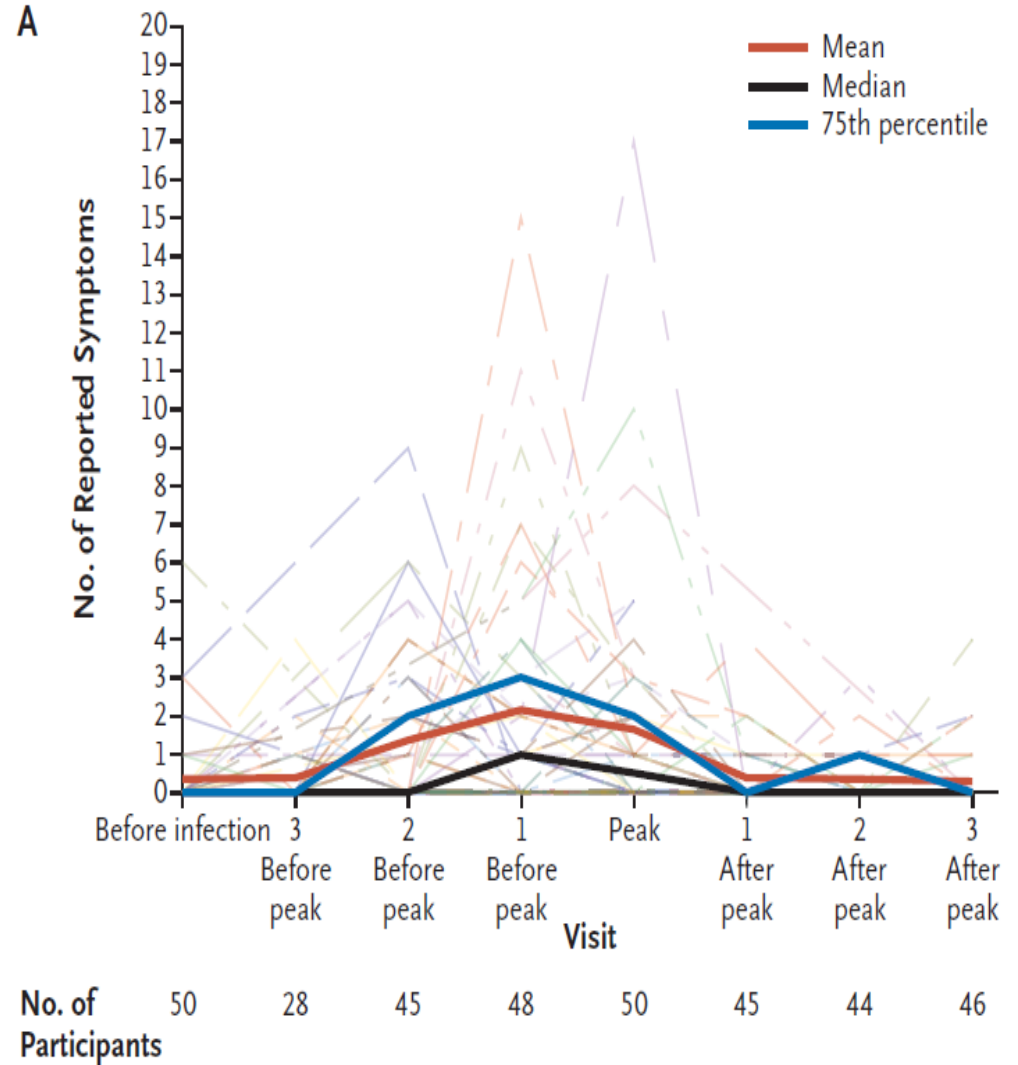 A
Mean
Median
75th percentile
No. of Reported Symptoms
20
19
18
17
16
15
14
13
12
11
10
9
8
7
6
5
4
3
2
1
0
Before infection 3 2 1 Peak 1 2 3
Before Before Before After After After
peak peak peak peak peak peak
Visit
No. of 50 28 45 48 50 45 44 46
Participants